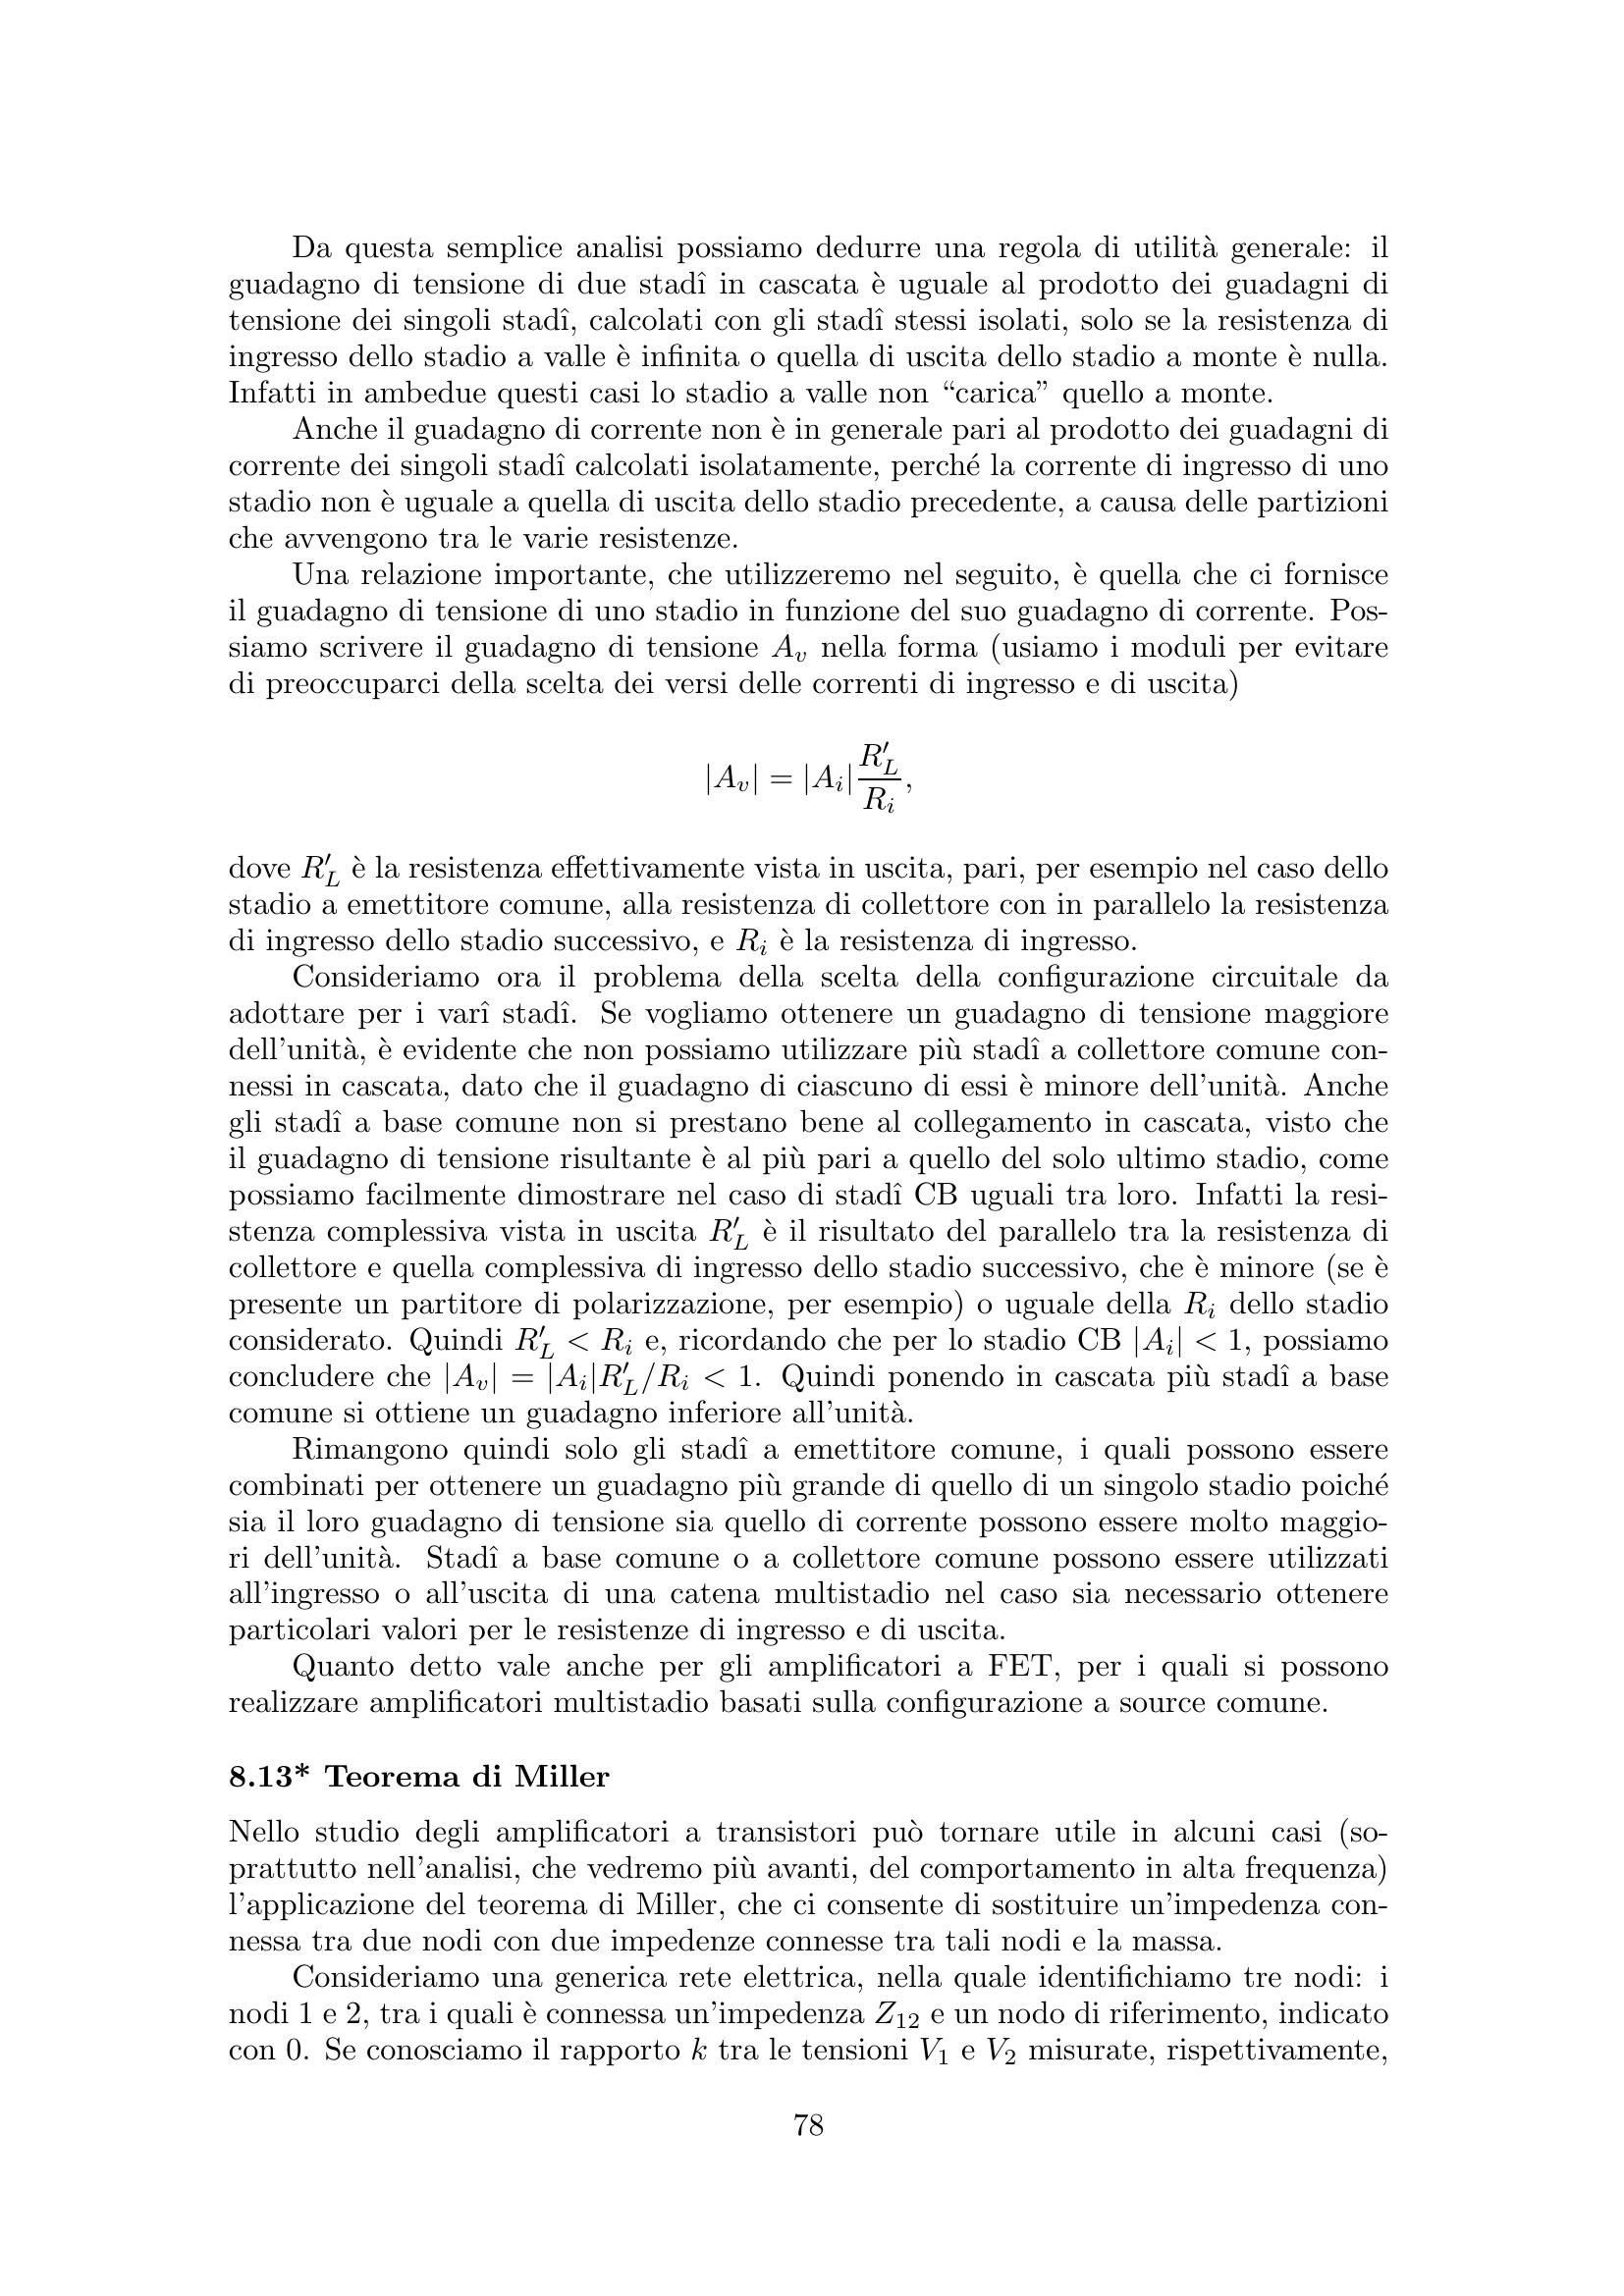 Da questa semplice analisi possiamo dedurre una regola di utilità generale: il
guadagno di tensione di due stadî in cascata è uguale al prodotto dei guadagni di
tensione dei singoli stadî, calcolati con gli stadî stessi isolati, solo se la resistenza di
ingresso dello stadio a valle è infinita o quella di uscita dello stadio a monte è nulla.
Infatti in ambedue questi casi lo stadio a valle non “carica” quello a monte.
Anche il guadagno di corrente non è in generale pari al prodotto dei guadagni di
corrente dei singoli stadî calcolati isolatamente, perché la corrente di ingresso di uno
stadio non è uguale a quella di uscita dello stadio precedente, a causa delle partizioni
che avvengono tra le varie resistenze.
Una relazione importante, che utilizzeremo nel seguito, è quella che ci fornisce
il guadagno di tensione di uno stadio in funzione del suo guadagno di corrente. Pos-
siamo scrivere il guadagno di tensione $A_v$ nella forma (usiamo i moduli per evitare
di preoccuparci della scelta dei versi delle correnti di ingresso e di uscita)
$|A_v| = |A_i|\frac{R'_L}{R_i},$
dove $R'_L$ è la resistenza effettivamente vista in uscita, pari, per esempio nel caso dello
stadio a emettitore comune, alla resistenza di collettore con in parallelo la resistenza
di ingresso dello stadio successivo, e $R_i$ è la resistenza di ingresso.
Consideriamo ora il problema della scelta della configurazione circuitale da
adottare per i varî stadî. Se vogliamo ottenere un guadagno di tensione maggiore
dell'unità, è evidente che non possiamo utilizzare più stadî a collettore comune con-
nessi in cascata, dato che il guadagno di ciascuno di essi è minore dell'unità. Anche
gli stadî a base comune non si prestano bene al collegamento in cascata, visto che
il guadagno di tensione risultante è al più pari a quello del solo ultimo stadio, come
possiamo facilmente dimostrare nel caso di stadî CB uguali tra loro. Infatti la resi-
stenza complessiva vista in uscita $R'_L$ è il risultato del parallelo tra la resistenza di
collettore e quella complessiva di ingresso dello stadio successivo, che è minore (se è
presente un partitore di polarizzazione, per esempio) o uguale della $R_i$ dello stadio
considerato. Quindi $R'_L < R_i$ e, ricordando che per lo stadio CB $|A_i| < 1$, possiamo
concludere che $|A_v| = |A_i|R'_L/R_i < 1$. Quindi ponendo in cascata più stadî a base
comune si ottiene un guadagno inferiore all'unità.
Rimangono quindi solo gli stadî a emettitore comune, i quali possono essere
combinati per ottenere un guadagno più grande di quello di un singolo stadio poiché
sia il loro guadagno di tensione sia quello di corrente possono essere molto maggio-
ri dell'unità. Stadî a base comune o a collettore comune possono essere utilizzati
all'ingresso o all'uscita di una catena multistadio nel caso sia necessario ottenere
particolari valori per le resistenze di ingresso e di uscita.
Quanto detto vale anche per gli amplificatori a FET, per i quali si possono
realizzare amplificatori multistadio basati sulla configurazione a source comune.
8.13* Teorema di Miller
Nello studio degli amplificatori a transistori può tornare utile in alcuni casi (so-
prattutto nell'analisi, che vedremo più avanti, del comportamento in alta frequenza)
l'applicazione del teorema di Miller, che ci consente di sostituire un'impedenza con-
nessa tra due nodi con due impedenze connesse tra tali nodi e la massa.
Consideriamo una generica rete elettrica, nella quale identifichiamo tre nodi: i
nodi 1 e 2, tra i quali è connessa un'impedenza $Z_{12}$ e un nodo di riferimento, indicato
con 0. Se conosciamo il rapporto $k$ tra le tensioni $V_1$ e $V_2$ misurate, rispettivamente,
78